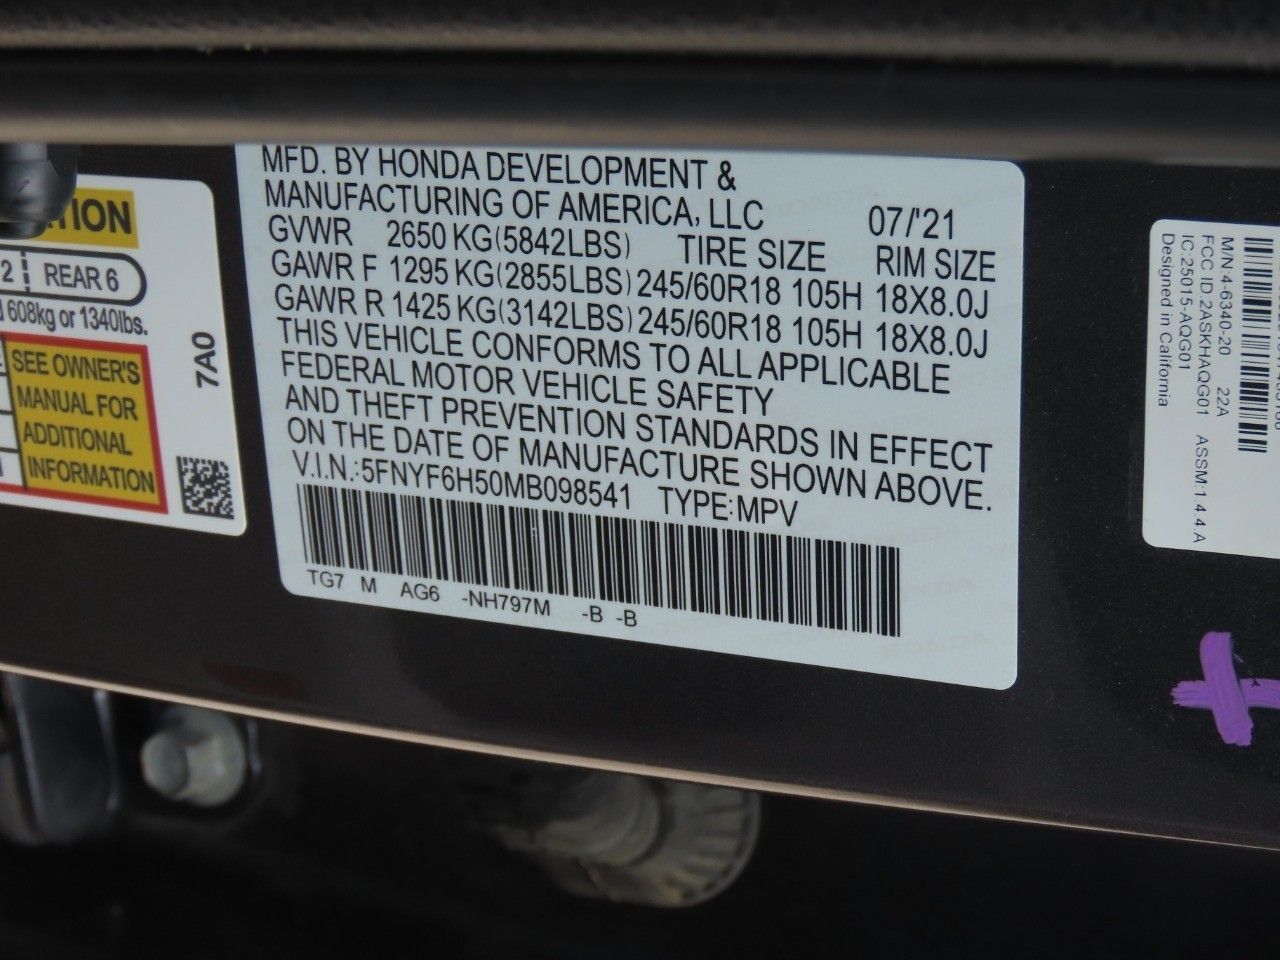 MFD. BY HONDA DEVELOPMENT &
MANUFACTURING OF AMERICA, LLC 07/'21
GVWR 2650 KG(5842LBS) TIRE SIZE RIM SIZE
GAWR F 1295 KG(2855LBS) 245/60R18 105H 18X8.0J
GAWR R 1425 KG(3142LBS) 245/60R18 105H 18X8.0J
THIS VEHICLE CONFORMS TO ALL APPLICABLE
FEDERAL MOTOR VEHICLE SAFETY
AND THEFT PREVENTION STANDARDS IN EFFECT
ON THE DATE OF MANUFACTURE SHOWN ABOVE.
V.I.N.:5FNYF6H50MB098541 TYPE:MPV
TG7 M AG6 -NH797M -B -B
2 REAR 6
608kg or 1340lbs.
SEE OWNER'S
MANUAL FOR
ADDITIONAL
INFORMATION
7A0
M/N:4-6340-20 22A
FCC ID:2ASKHAQG01 ASSM:1.4.4.A
IC:25015-AQG01
Designed in California